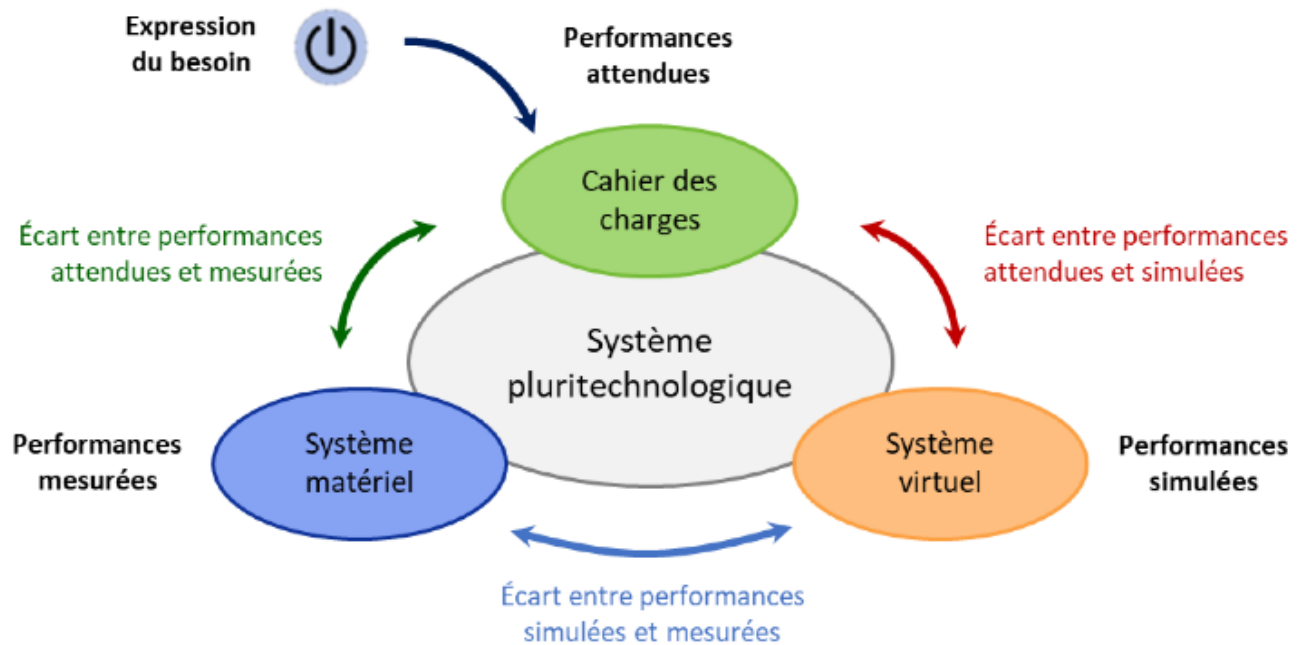 Expression
du besoin
Performances
attendues
Cahier des
charges
Écart entre performances
attendues et mesurées
Écart entre performances
attendues et simulées
Système
pluritechnologique
Performances
mesurées
Système
matériel
Système
virtuel
Performances
simulées
Écart entre performances
simulées et mesurées